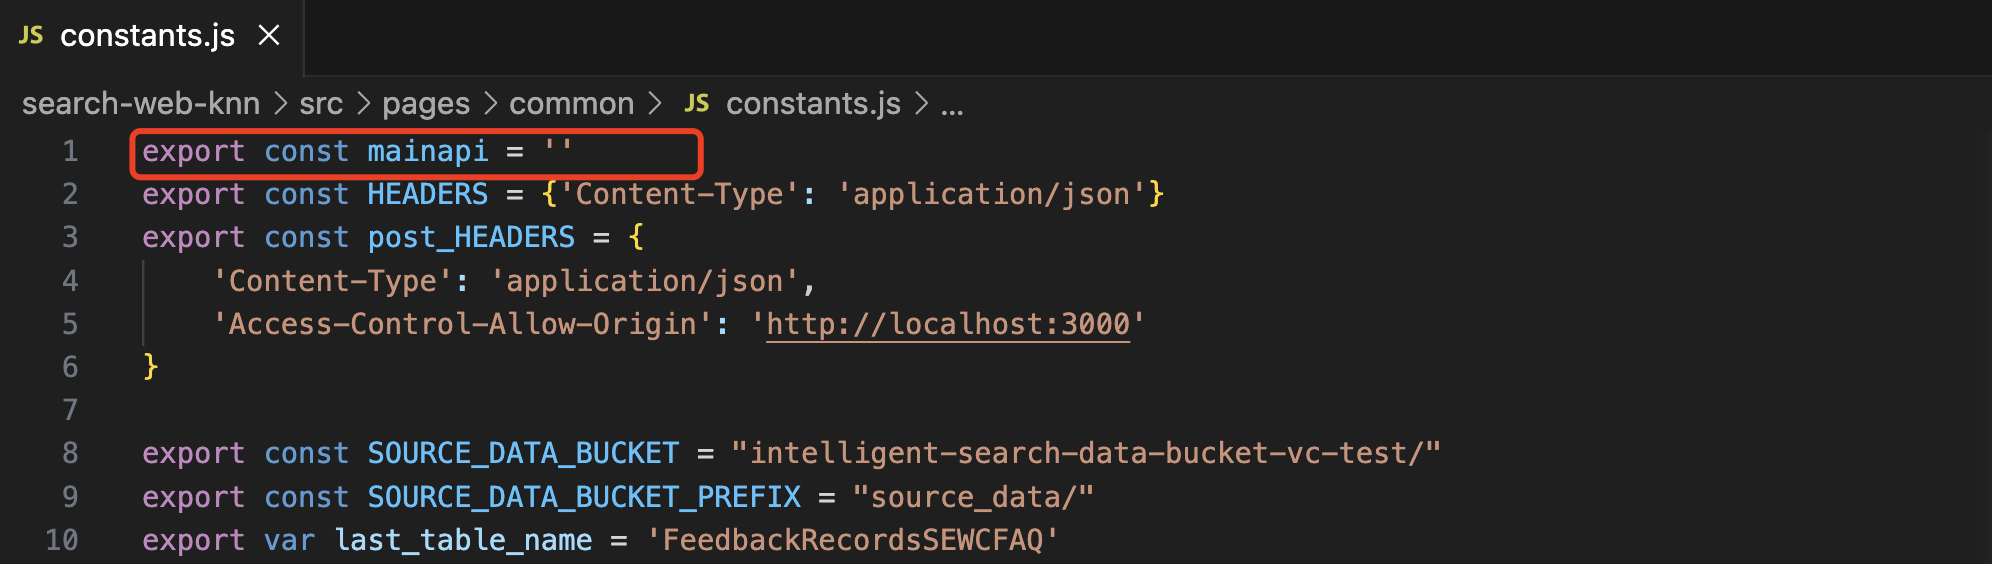 JS constants.js ×
search-web-knn > src > pages > common > JS constants.js > ...
1 export const mainapi = ''
2 export const HEADERS = {'Content-Type': 'application/json'}
3 export const post_HEADERS = {
4     'Content-Type': 'application/json',
5     'Access-Control-Allow-Origin': 'http://localhost:3000'
6 }
7
8 export const SOURCE_DATA_BUCKET = "intelligent-search-data-bucket-vc-test/"
9 export const SOURCE_DATA_BUCKET_PREFIX = "source_data/"
10 export var last_table_name = 'FeedbackRecordsSEWCFAQ'